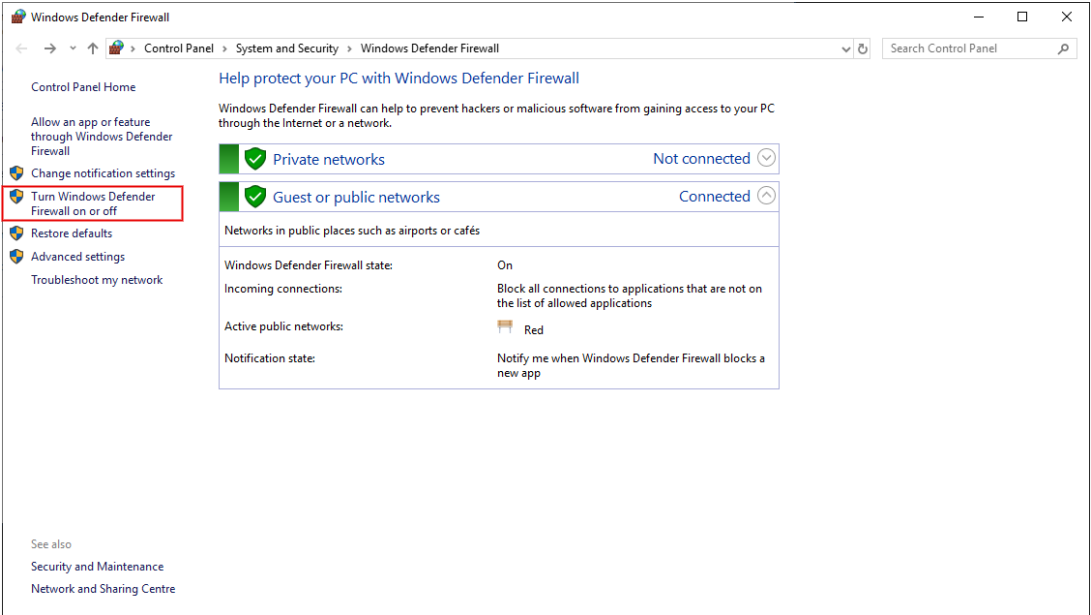 Windows Defender Firewall
Control Panel > System and Security > Windows Defender Firewall
Search Control Panel
Control Panel Home
Allow an app or feature
through Windows Defender
Firewall
Change notification settings
Turn Windows Defender
Firewall on or off
Restore defaults
Advanced settings
Troubleshoot my network
See also
Security and Maintenance
Network and Sharing Centre
Help protect your PC with Windows Defender Firewall
Windows Defender Firewall can help to prevent hackers or malicious software from gaining access to your PC
through the Internet or a network.
Private networks Not connected
Guest or public networks Connected
Networks in public places such as airports or cafés
Windows Defender Firewall state: On
Incoming connections: Block all connections to applications that are not on
the list of allowed applications
Active public networks: Red
Notification state: Notify me when Windows Defender Firewall blocks a
new app